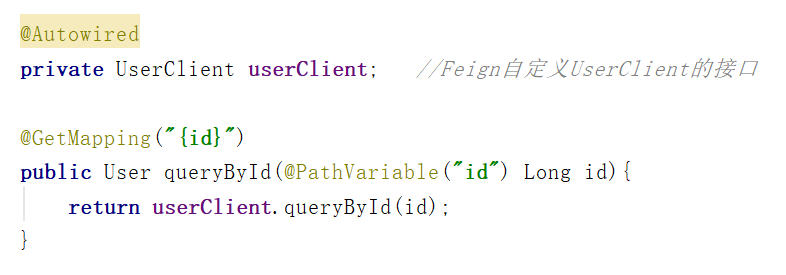 @Autowired
private UserClient userClient;   //Feign自定义UserClient的接口
@GetMapping("{id}")
public User queryById(@PathVariable("id") Long id){
    return userClient.queryById(id);
}